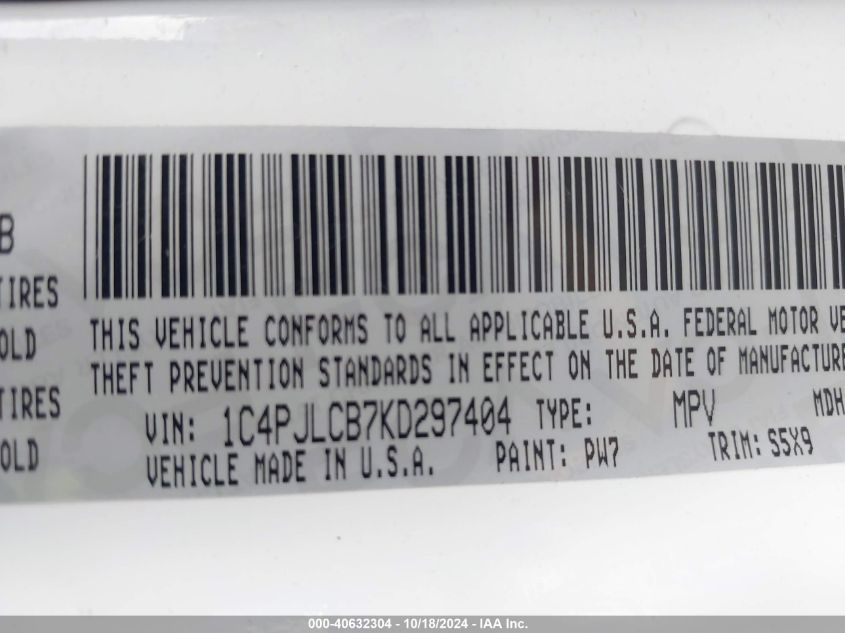 B
TIRES
THIS VEHICLE CONFORMS TO ALL APPLICABLE U.S.A. FEDERAL MOTOR VE
OLD
THEFT PREVENTION STANDARDS IN EFFECT ON THE DATE OF MANUFACTURE
TIRES
VIN: 1C4PJLCB7KD297404 TYPE: MPV MDH
OLD
VEHICLE MADE IN U.S.A. PAINT: PW7 TRIM: S5X9
000-40632304 - 10/18/2024 - IAA Inc.